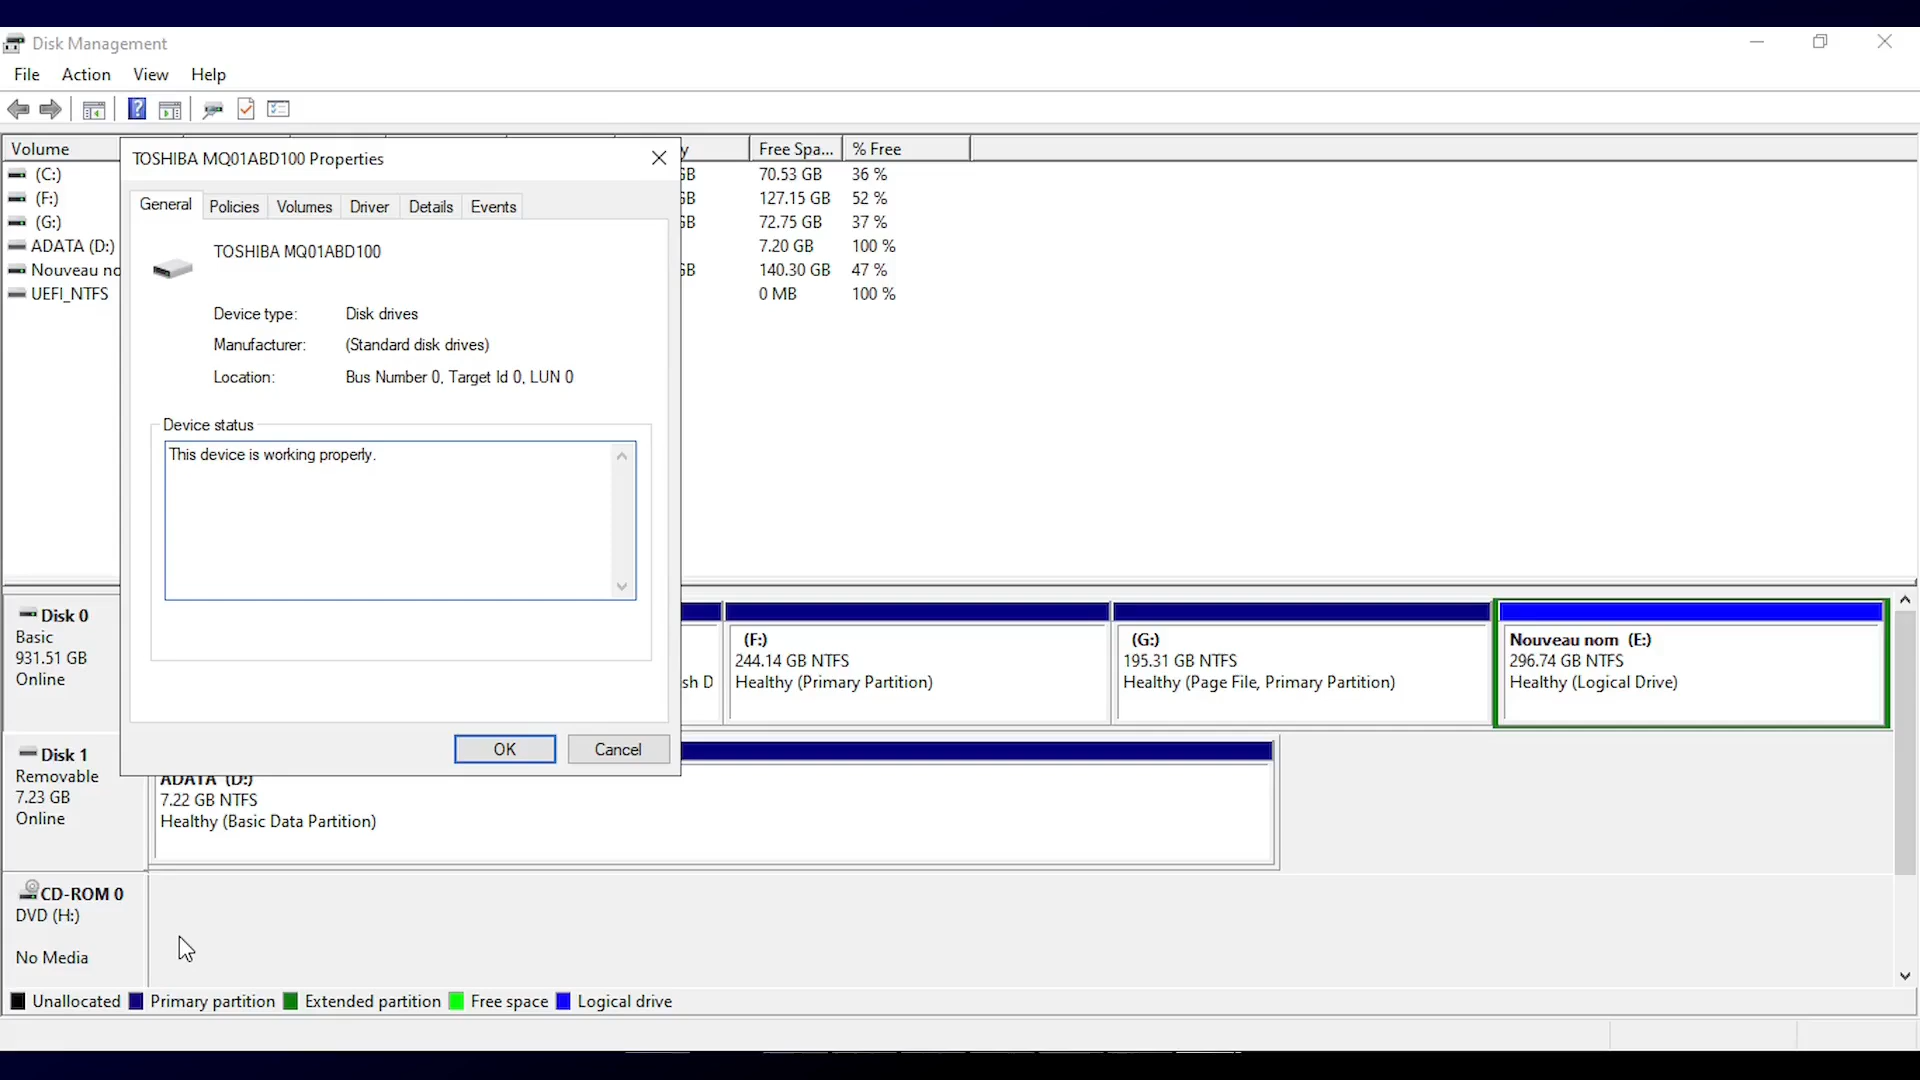 Disk Management
File Action View Help
Volume
Free Spa... % Free
(C:)
70.53 GB 36 %
(F:)
127.15 GB 52 %
(G:)
72.75 GB 37 %
ADATA (D:)
7.20 GB 100 %
Nouveau no
140.30 GB 47 %
UEFI_NTFS
0 MB 100 %
TOSHIBA MQ01ABD100 Properties
General Policies Volumes Driver Details Events
TOSHIBA MQ01ABD100
Device type: Disk drives
Manufacturer: (Standard disk drives)
Location: Bus Number 0, Target Id 0, LUN 0
Device status
This device is working properly.
OK Cancel
Disk 0
Basic
931.51 GB
Online
sh D
(F:)
244.14 GB NTFS
Healthy (Primary Partition)
(G:)
195.31 GB NTFS
Healthy (Page File, Primary Partition)
Nouveau nom (E:)
296.74 GB NTFS
Healthy (Logical Drive)
Disk 1
Removable
7.23 GB
Online
ADATA (D:)
7.22 GB NTFS
Healthy (Basic Data Partition)
CD-ROM 0
DVD (H:)
No Media
Unallocated Primary partition Extended partition Free space Logical drive